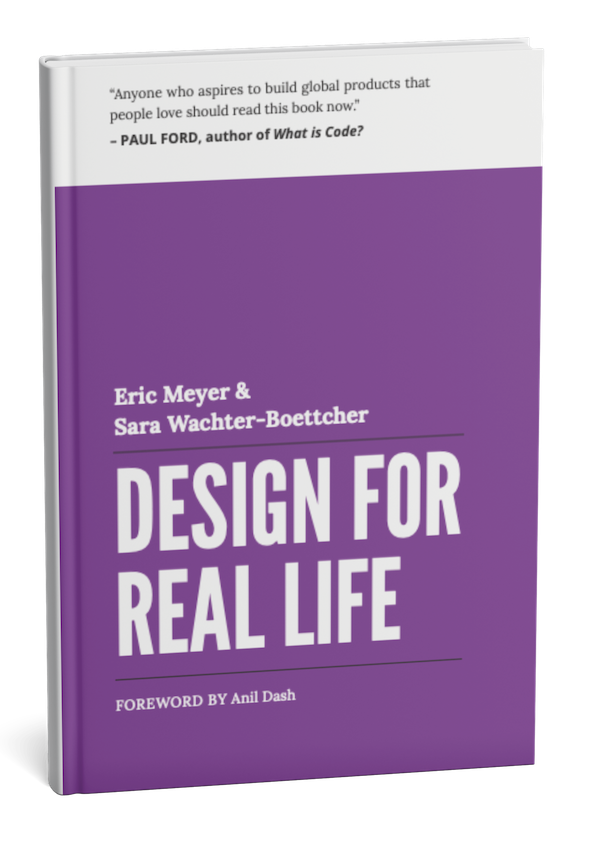 “Anyone who aspires to build global products that
people love should read this book now.”
– PAUL FORD, author of What is Code?
Eric Meyer &
Sara Wachter-Boettcher
DESIGN FOR
REAL LIFE
FOREWORD BY Anil Dash